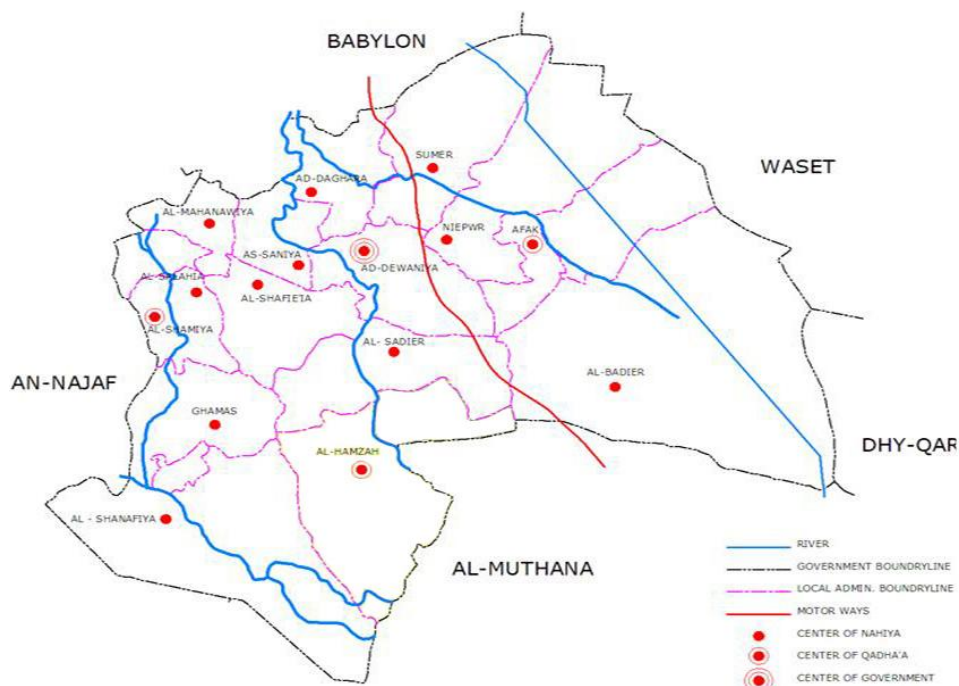 BABYLON
WASET
SUMER
AD-DAGHARA
AL-MAHANAWIYA
NIEPWR
AFAK
AS-SANIYA
AD-DEWANIYA
AL-SALAHIA
AL-SHAFIETA
AL-SHAMIYA
AL- SADIER
AN-NAJAF
AL-BADIER
GHAMAS
DHY-QAR
AL-HAMZAH
AL - SHANAFIYA
AL-MUTHANA
RIVER
GOVERNMENT BOUNDRYLINE
LOCAL ADMIN. BOUNDRYLINE
MOTOR WAYS
CENTER OF NAHIYA
CENTER OF QADHA'A
CENTER OF GOVERNMENT